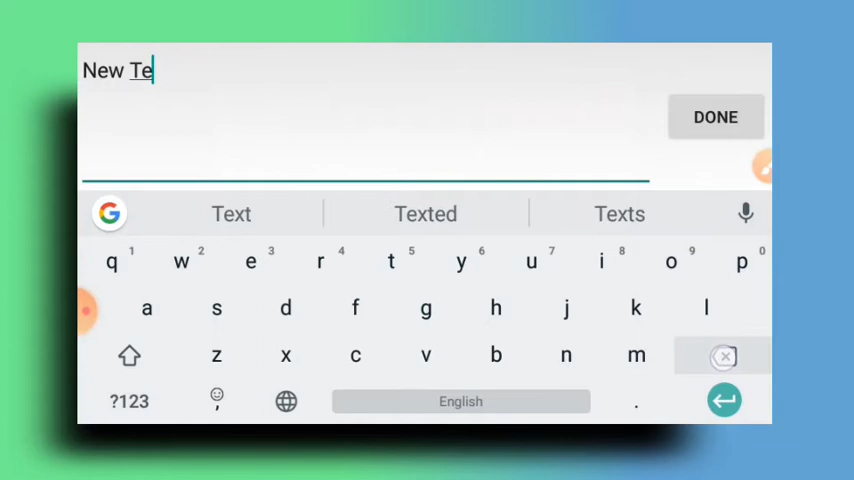 New Te
DONE
Text Texted Texts
q 1 w 2 e 3 r 4 t 5 y 6 u 7 i 8 o 9 p 0
a s d f g h j k l
z x c v b n m
?123 , English .